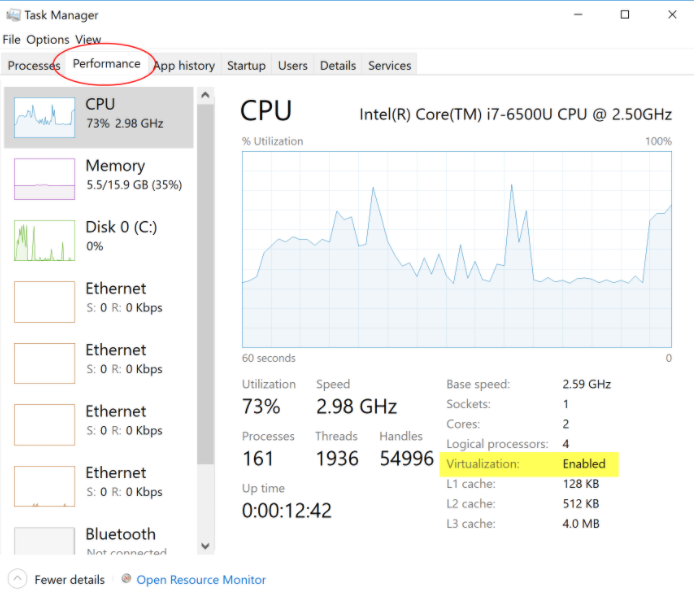 Task Manager
File Options View
Processes Performance App history Startup Users Details Services
CPU
73% 2.98 GHz
Memory
5.5/15.9 GB (35%)
Disk 0 (C:)
0%
Ethernet
S: 0 R: 0 Kbps
Ethernet
S: 0 R: 0 Kbps
Ethernet
S: 0 R: 0 Kbps
Ethernet
S: 0 R: 0 Kbps
Bluetooth
Not connected
CPU Intel(R) Core(TM) i7-6500U CPU @ 2.50GHz
% Utilization 100%
60 seconds 0
Utilization Speed
73% 2.98 GHz
Processes Threads Handles
161 1936 54996
Up time
0:00:12:42
Base speed: 2.59 GHz
Sockets: 1
Cores: 2
Logical processors: 4
Virtualization: Enabled
L1 cache: 128 KB
L2 cache: 512 KB
L3 cache: 4.0 MB
Fewer details Open Resource Monitor